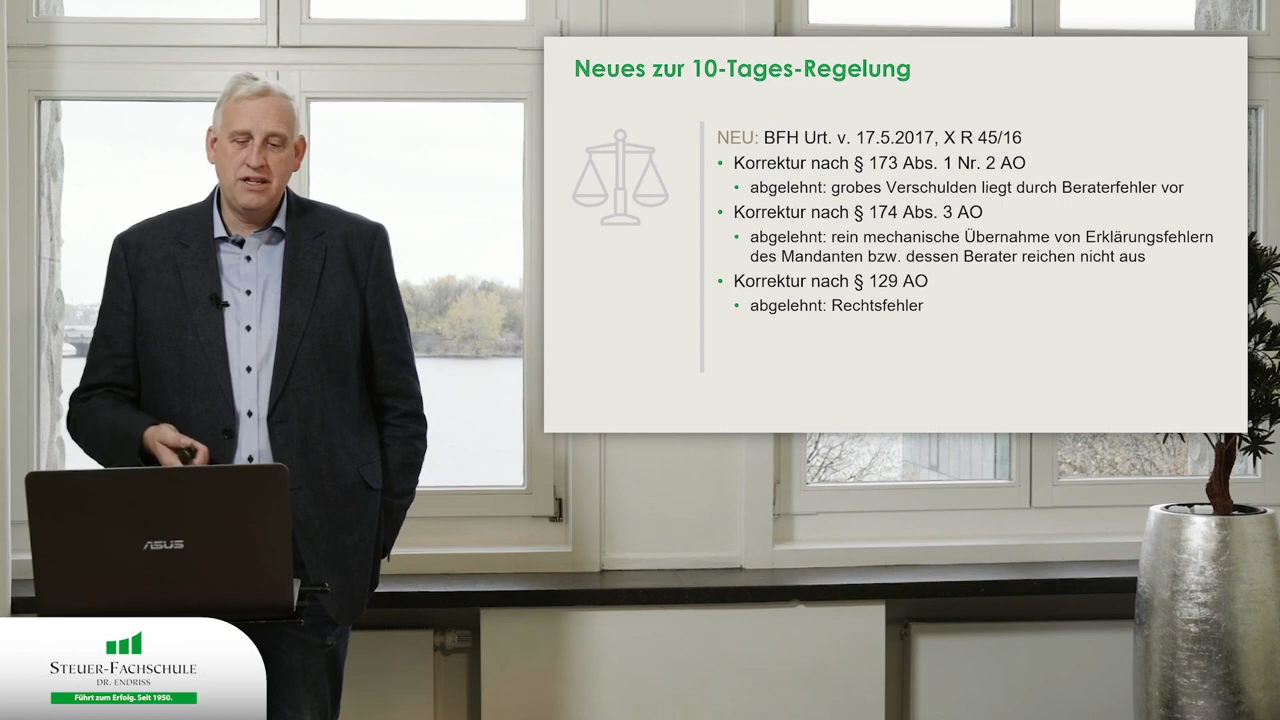 Neues zur 10-Tages-Regelung
NEU: BFH Urt. v. 17.5.2017, X R 45/16
• Korrektur nach § 173 Abs. 1 Nr. 2 AO
• abgelehnt: grobes Verschulden liegt durch Beraterfehler vor
• Korrektur nach § 174 Abs. 3 AO
• abgelehnt: rein mechanische Übernahme von Erklärungsfehlern
des Mandanten bzw. dessen Berater reichen nicht aus
• Korrektur nach § 129 AO
• abgelehnt: Rechtsfehler
ASUS
STEUER-FACHSCHULE
DR. ENDRISS
Führt zum Erfolg. Seit 1950.